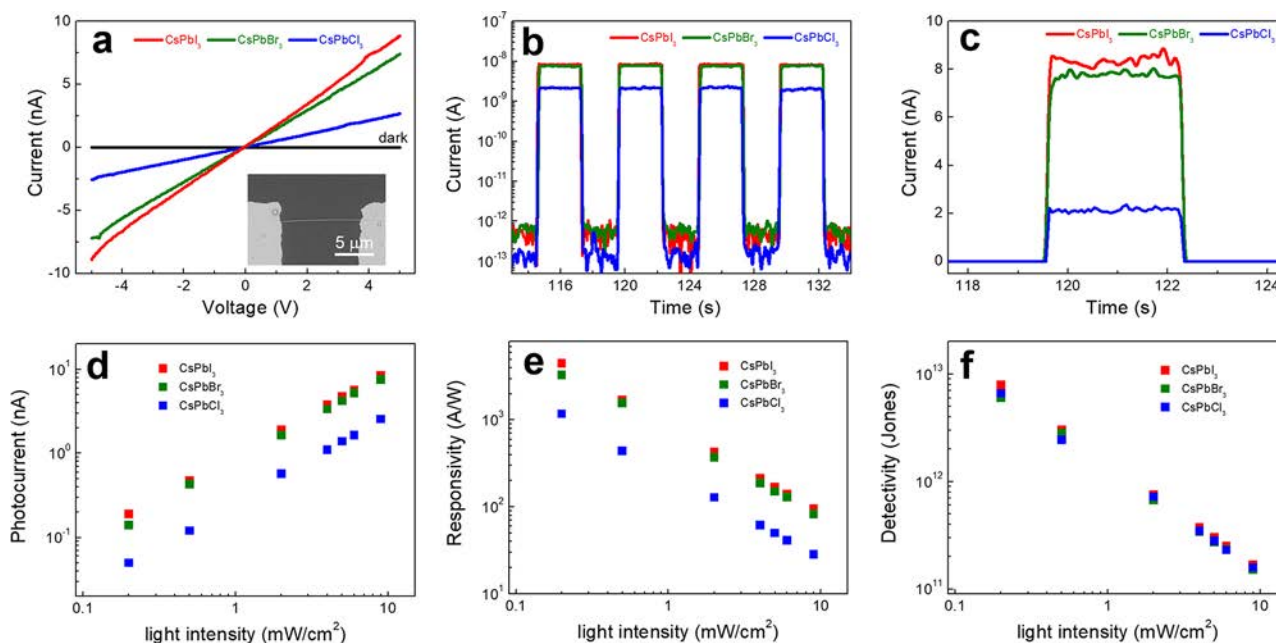 a
CsPbI₃ CsPbBr₃ CsPbCl₃
10
5
0
-5
-10
Current (nA)
dark
5 μm
-4 -2 0 2 4
Voltage (V)
b
CsPbI₃ CsPbBr₃ CsPbCl₃
10⁻⁷
10⁻⁸
10⁻⁹
10⁻¹⁰
10⁻¹¹
10⁻¹²
10⁻¹³
Current (A)
116 120 124 128 132
Time (s)
c
CsPbI₃ CsPbBr₃ CsPbCl₃
8
6
4
2
0
Current (nA)
118 120 122 124
Time (s)
d
CsPbI₃
CsPbBr₃
CsPbCl₃
10¹
10⁰
10⁻¹
Photocurrent (nA)
0.1 1 10
light intensity (mW/cm²)
e
CsPbI₃
CsPbBr₃
CsPbCl₃
10³
10²
10¹
Responsivity (A/W)
0.1 1 10
light intensity (mW/cm²)
f
CsPbI₃
CsPbBr₃
CsPbCl₃
10¹³
10¹²
10¹¹
Detectivity (Jones)
0.1 1 10
light intensity (mW/cm²)